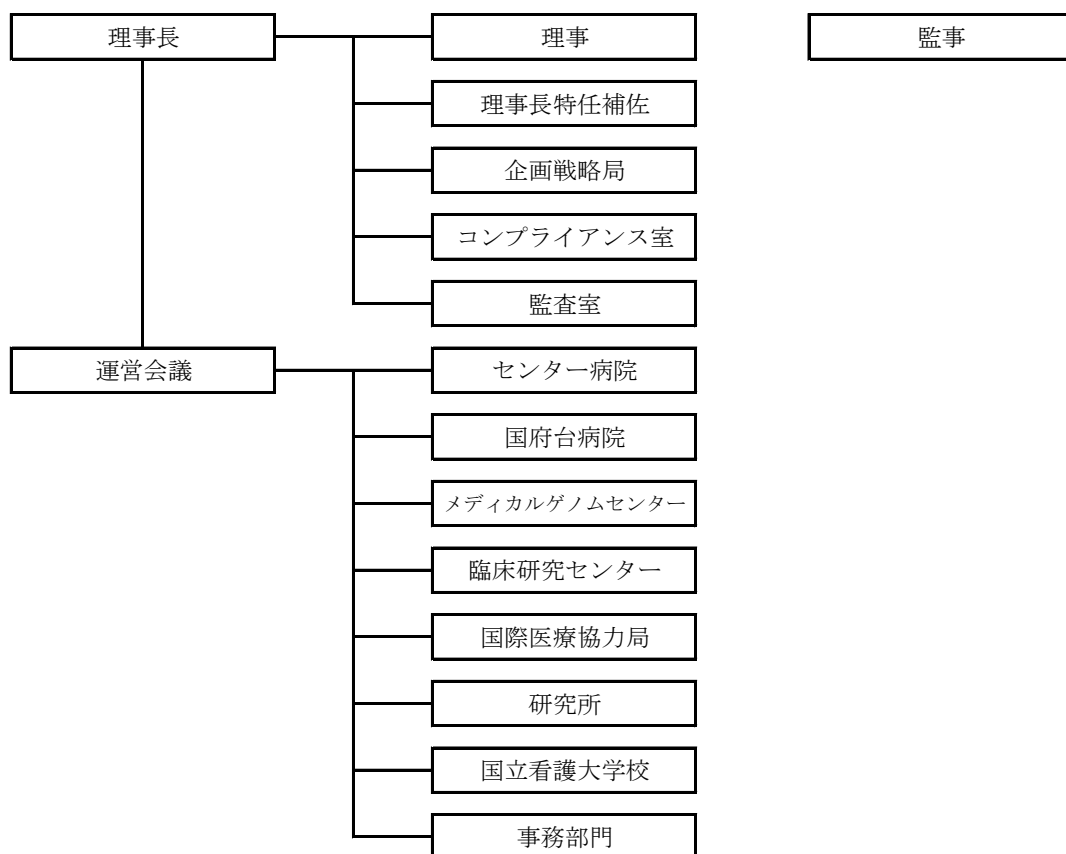 理事長
理事
監事
理事長特任補佐
企画戦略局
コンプライアンス室
監査室
運営会議
センター病院
国府台病院
メディカルゲノムセンター
臨床研究センター
国際医療協力局
研究所
国立看護大学校
事務部門